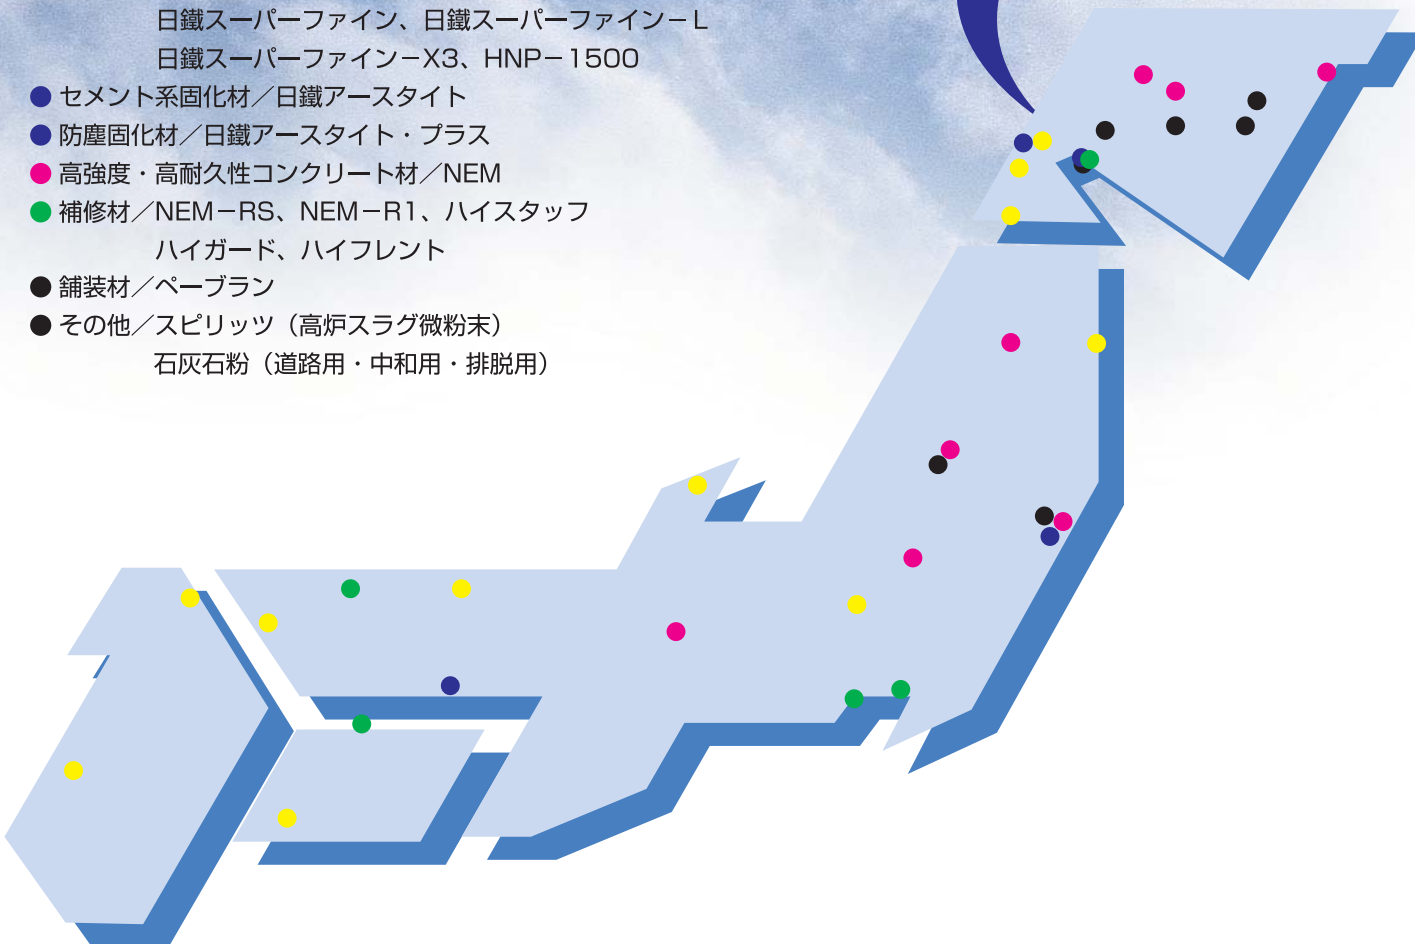 日鐵スーパーファイン、日鐵スーパーファイン－L
日鐵スーパーファイン－X3、HNP－1500
●セメント系固化材／日鐵アースタイト
●防塵固化材／日鐵アースタイト・プラス
●高強度・高耐久性コンクリート材／NEM
●補修材／NEM－RS、NEM－R1、ハイスタッフ
ハイガード、ハイフレント
●舗装材／ペーブラン
●その他／スピリッツ（高炉スラグ微粉末）
石灰石粉（道路用・中和用・排脱用）